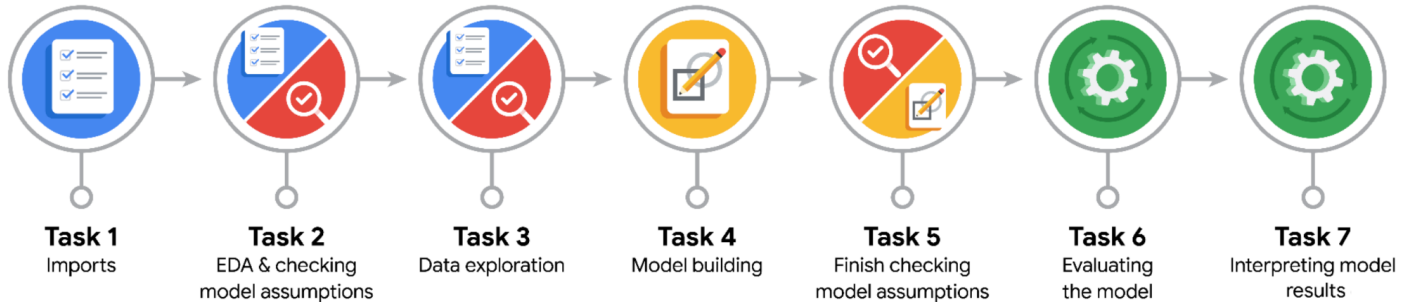 Task 1
Imports
Task 2
EDA & checking
model assumptions
Task 3
Data exploration
Task 4
Model building
Task 5
Finish checking
model assumptions
Task 6
Evaluating
the model
Task 7
Interpreting model
results